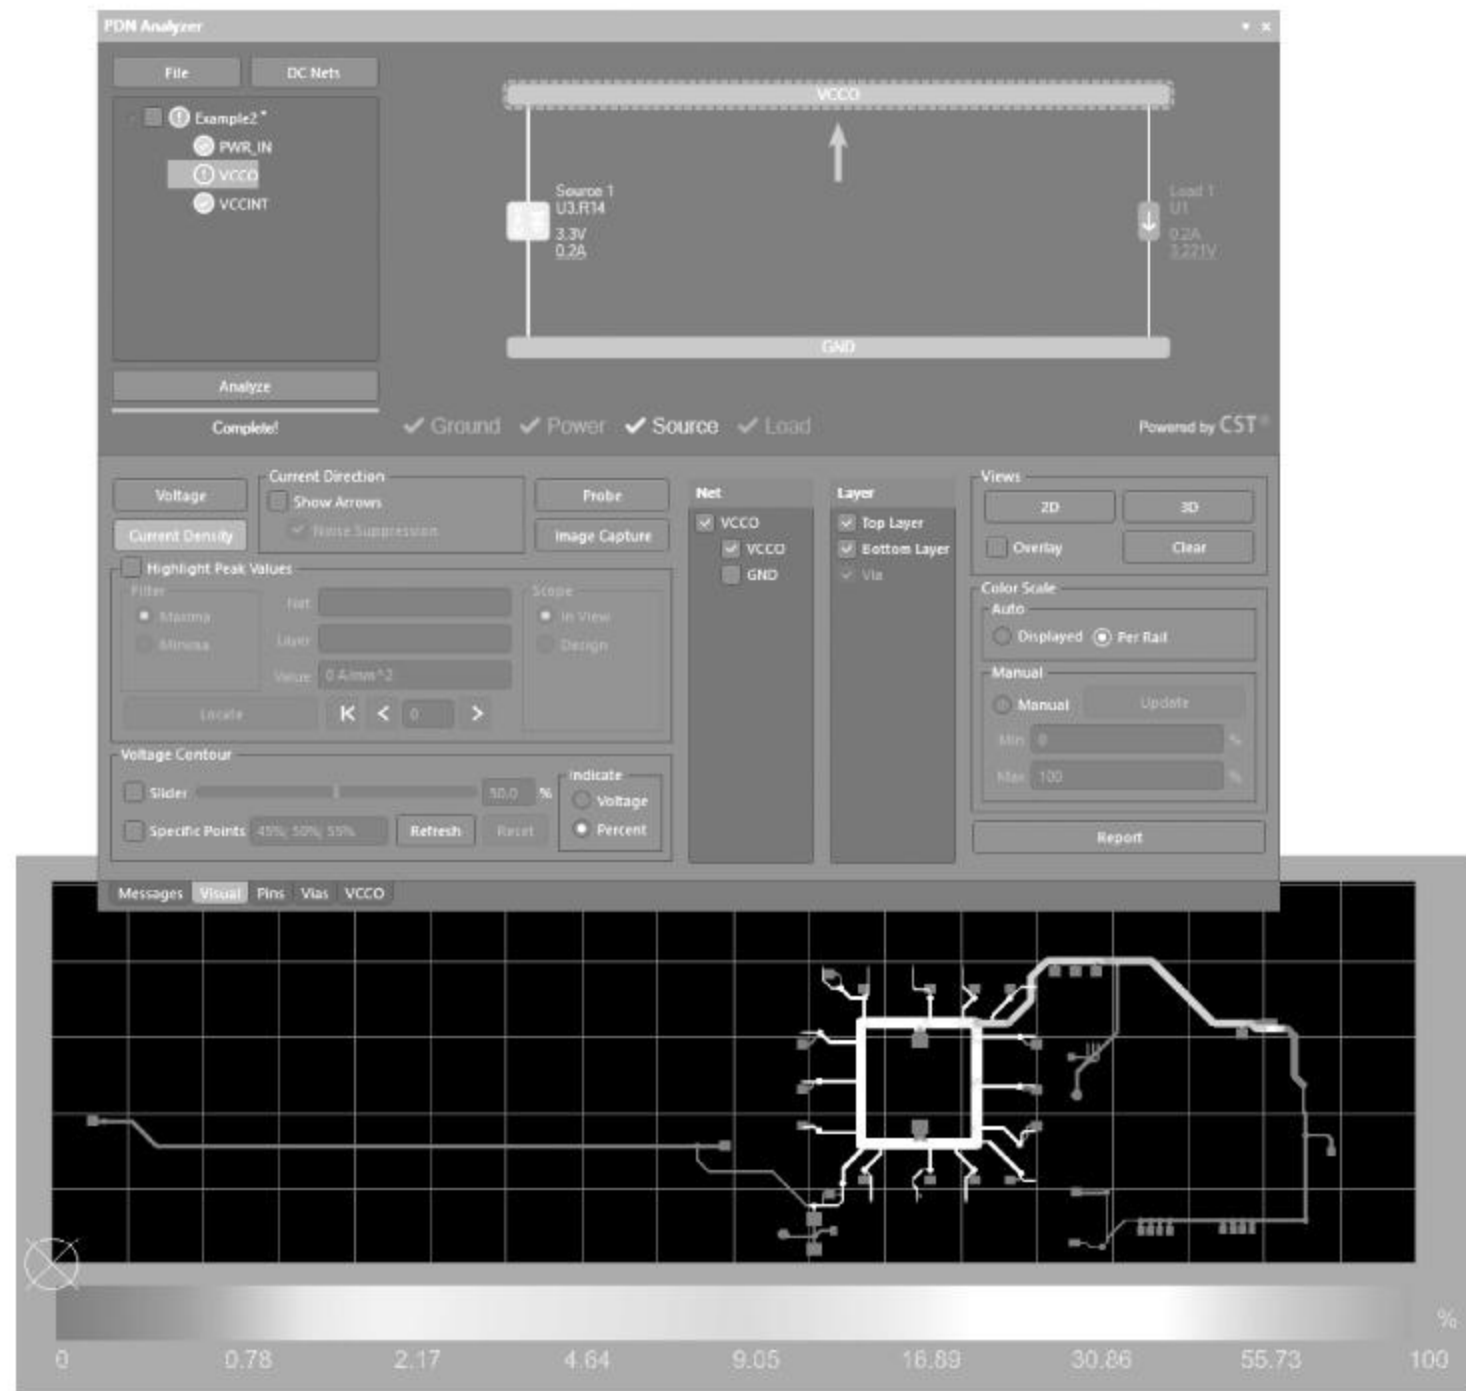 PDN Analyzer
File
DC Nets
Example2 *
PWR_IN
VCCO
VCCINT
Analyze
Complete!
VCCO
Source 1
U3.R14
3.3V
0.2A
Load 1
U1
0.2A
3.221V
GND
Ground
Power
Source
Load
Powered by CST®
Voltage
Current Density
Current Direction
Show Arrows
Noise Suppression
Probe
Image Capture
Highlight Peak Values
Filter
Maxima
Minima
Net
Layer
Value 0 A/mm^2
Scope
In View
Design
Locate
0
Voltage Contour
Slider
50.0 %
Specific Points 45%; 50%; 55%
Refresh
Reset
Indicate
Voltage
Percent
Net
VCCO
VCCO
GND
Layer
Top Layer
Bottom Layer
Via
Views
2D
3D
Overlay
Clear
Color Scale
Auto
Displayed
Per Rail
Manual
Manual
Update
Min 0 %
Max 100 %
Report
Messages Visual Pins Vias VCCO
%
0 0.78 2.17 4.64 9.05 16.89 30.86 55.73 100